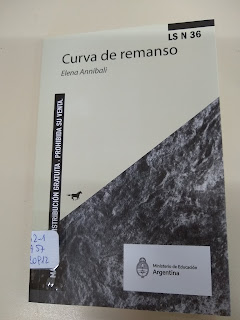 LS N 36
Curva de remanso
Elena Anníbali
DISTRIBUCIÓN GRATUITA - PROHIBIDA SU VENTA
Ministerio de Educación
Argentina